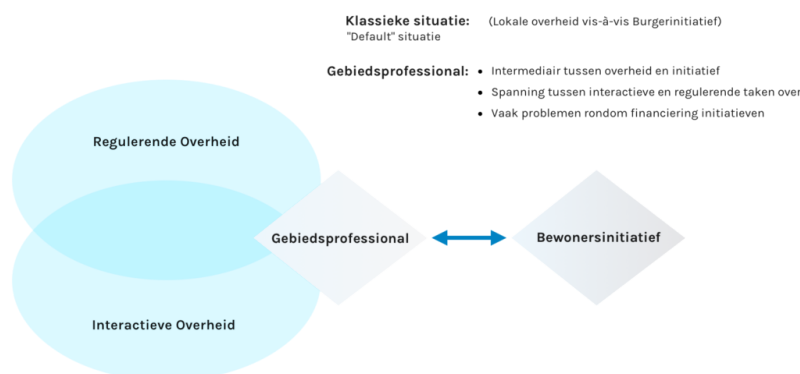 Klassieke situatie: (Lokale overheid vis-à-vis Burgerinitiatief)
"Default" situatie
Gebiedsprofessional: • Intermediair tussen overheid en initiatief
• Spanning tussen interactieve en regulerende taken over
• Vaak problemen rondom financiering initiatieven
Regulerende Overheid
Gebiedsprofessional
Bewonersinitiatief
Interactieve Overheid